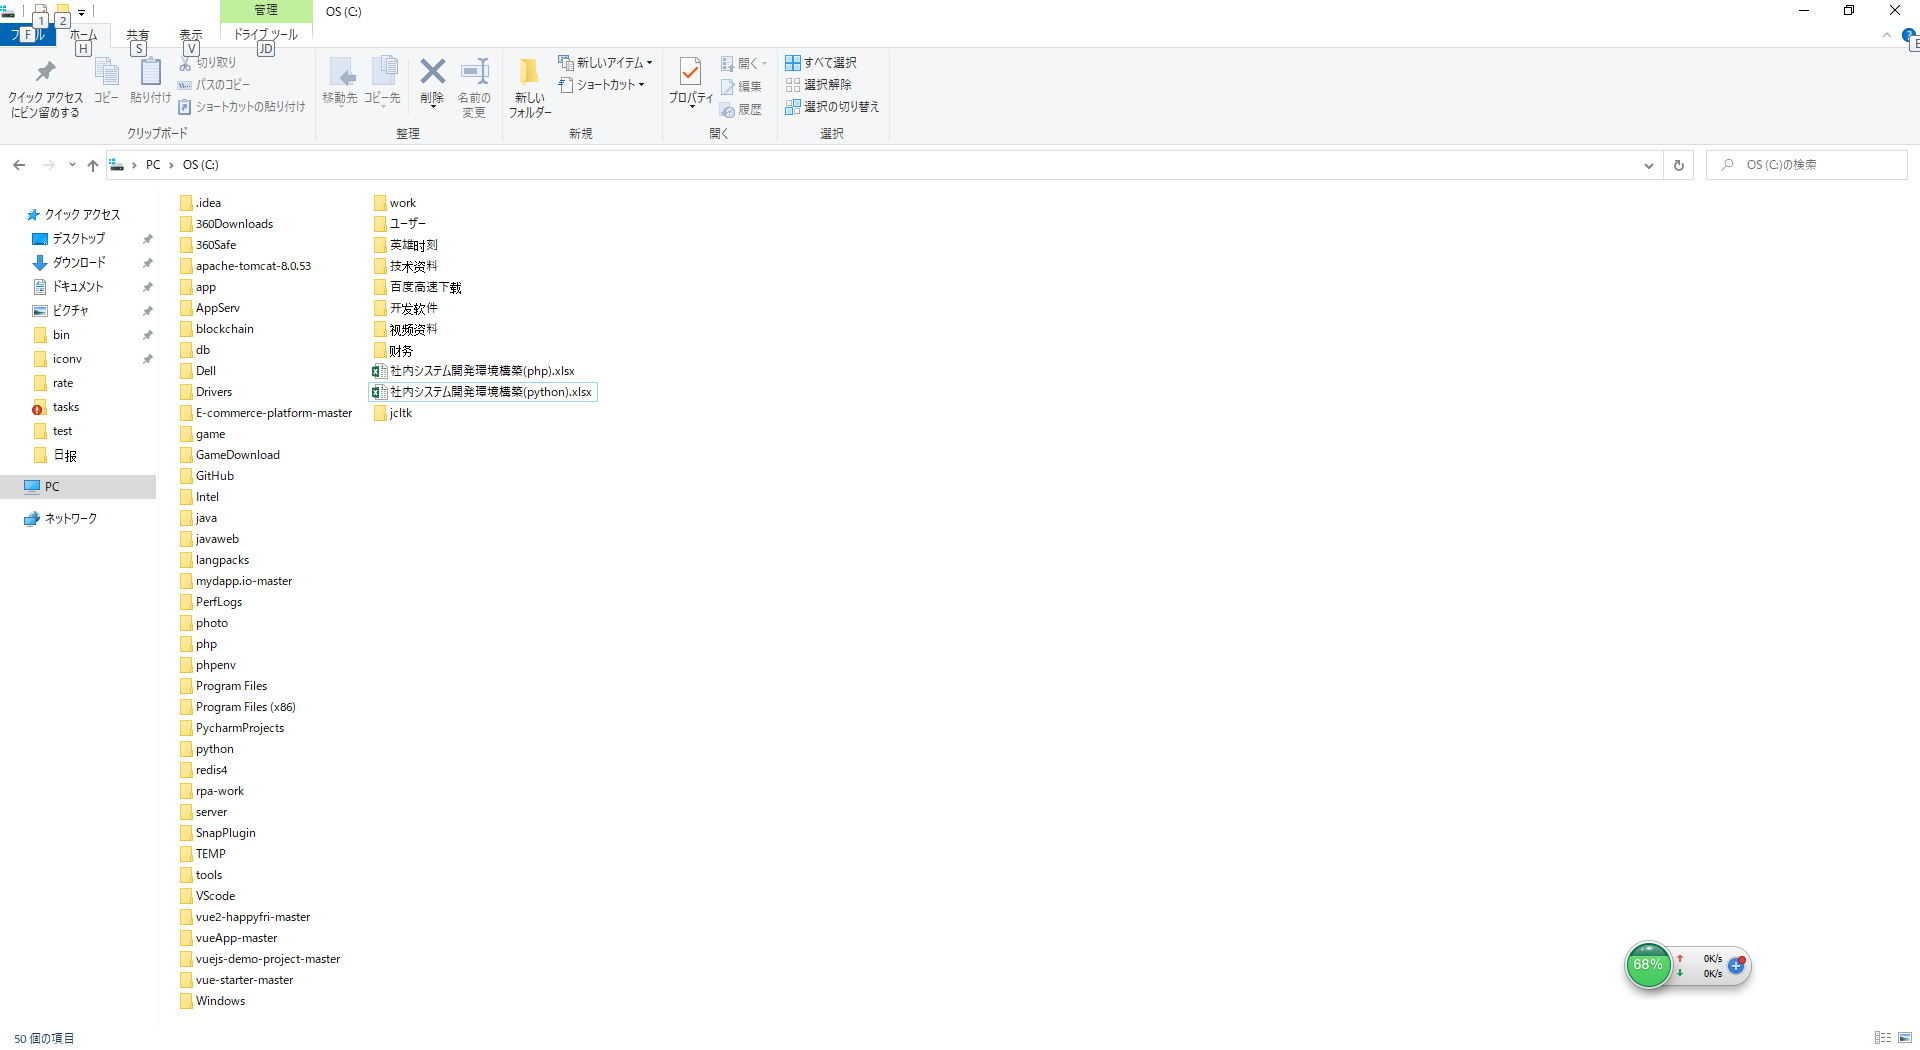 管理
OS (C:)
1
2
ファイル
F
ホーム
H
共有
S
表示
V
ドライブ ツール
JD
E
クイック アクセス
にピン留めする
コピー
貼り付け
切り取り
パスのコピー
ショートカットの貼り付け
クリップボード
移動先
コピー先
削除
名前の
変更
整理
新しい
フォルダー
新しいアイテム
ショートカット
新規
プロパティ
開く
編集
履歴
開く
すべて選択
選択解除
選択の切り替え
選択
PC
OS (C:)
OS (C:)の検索
クイック アクセス
デスクトップ
ダウンロード
ドキュメント
ピクチャ
bin
iconv
rate
tasks
test
日报
PC
ネットワーク
.idea
360Downloads
360Safe
apache-tomcat-8.0.53
app
AppServ
blockchain
db
Dell
Drivers
E-commerce-platform-master
game
GameDownload
GitHub
Intel
java
javaweb
langpacks
mydapp.io-master
PerfLogs
photo
php
phpenv
Program Files
Program Files (x86)
PycharmProjects
python
redis4
rpa-work
server
SnapPlugin
TEMP
tools
VScode
vue2-happyfri-master
vueApp-master
vuejs-demo-project-master
vue-starter-master
Windows
work
ユーザー
英雄时刻
技术资料
百度高速下载
开发软件
视频资料
财务
社内システム開発環境構築(php).xlsx
社内システム開発環境構築(python).xlsx
jcltk
68%
0K/s
0K/s
50 個の項目